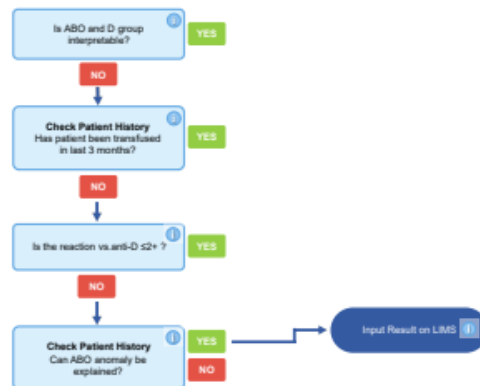 Is ABO and D group
interpretable?
YES
NO
Check Patient History
Has patient been transfused
in last 3 months?
YES
NO
Is the reaction vs.anti-D ≤2+ ?
YES
NO
Check Patient History
Can ABO anomaly be
explained?
YES
NO
Input Result on LIMS